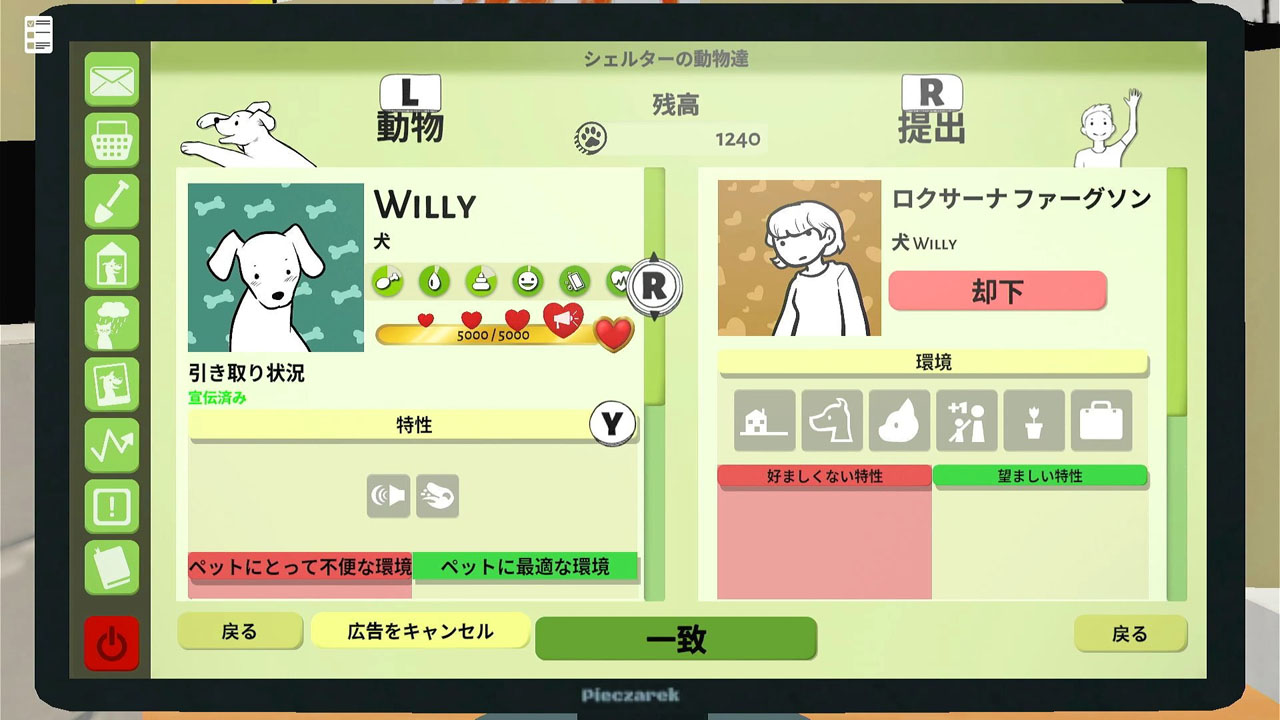 シェルターの動物達
L
動物
残高
1240
R
提出
WILLY
犬
R
5000/5000
引き取り状況
宣伝済み
特性
Y
ペットにとって不便な環境
ペットに最適な環境
戻る
広告をキャンセル
一致
ロクサーナ ファーグソン
犬 WILLY
却下
環境
+1
好ましくない特性
望ましい特性
戻る
Pieczarek